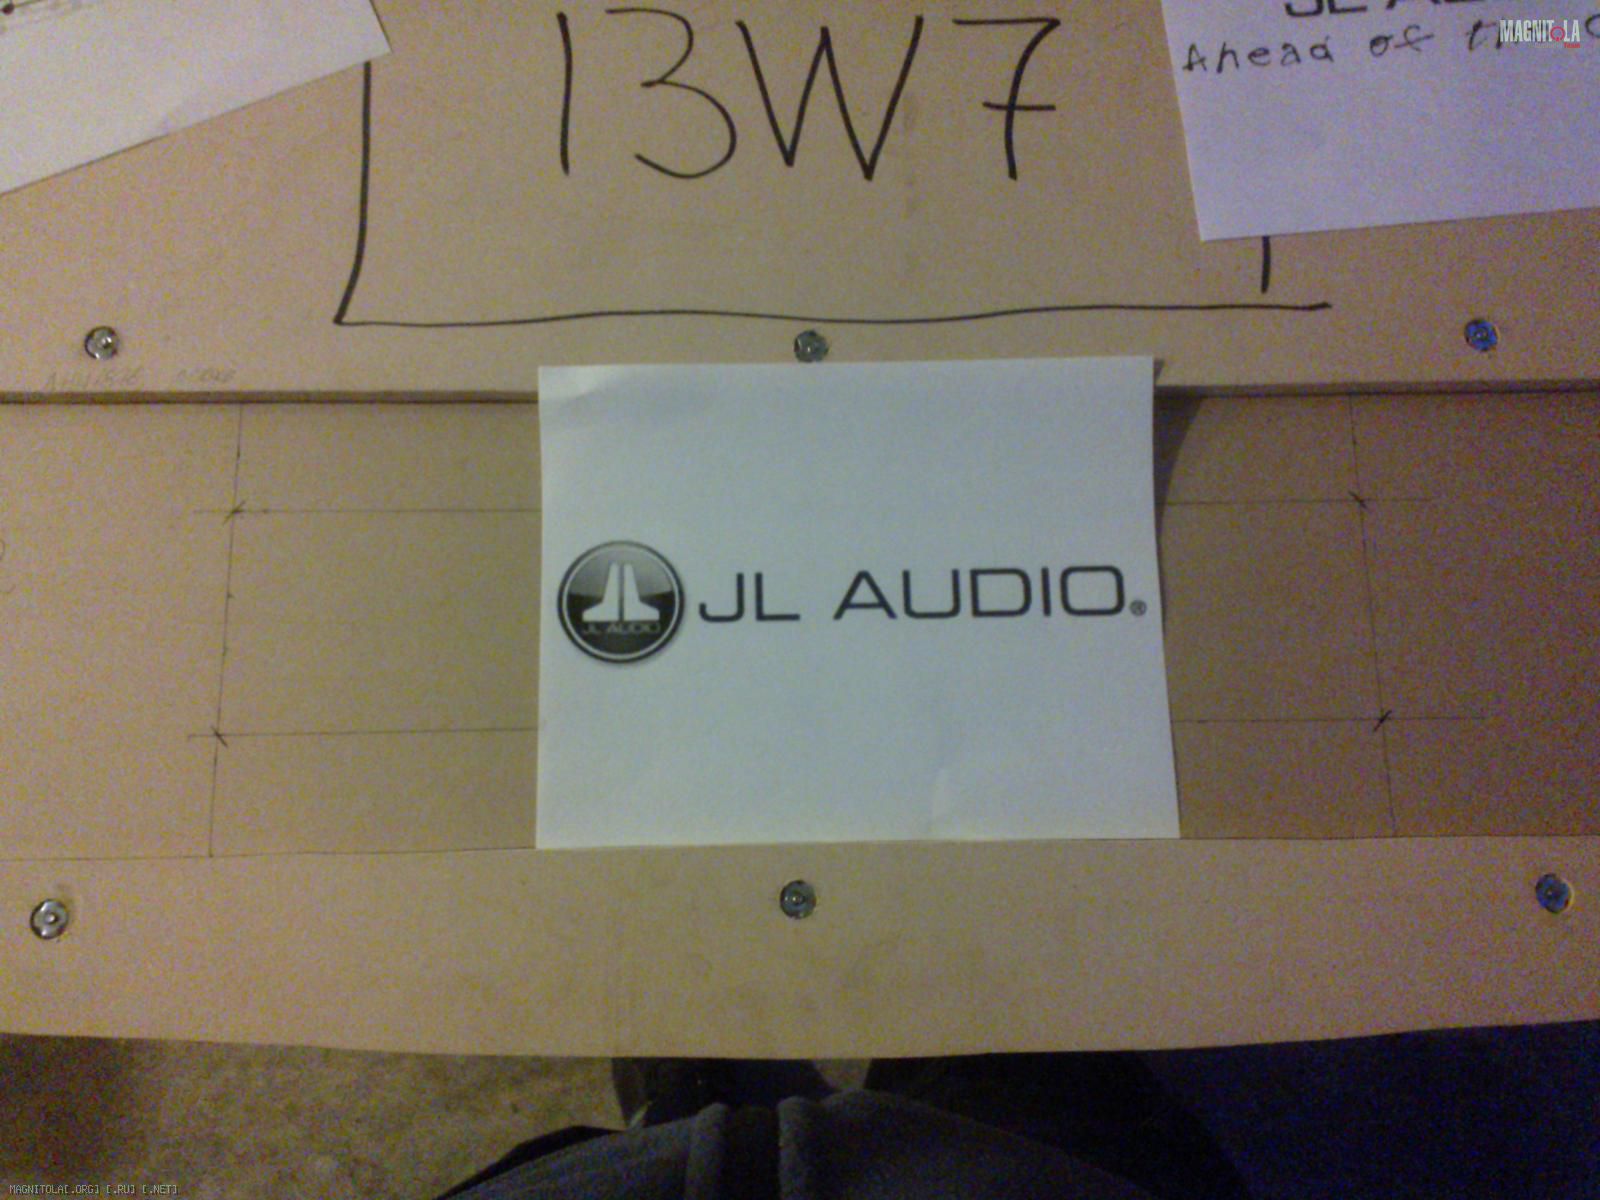 13W7
MAGNITOLA
Ahead of
JL AUDIO®
JL AUDIO
MAGNITOLA[.ORG] [.RU] [.NET]